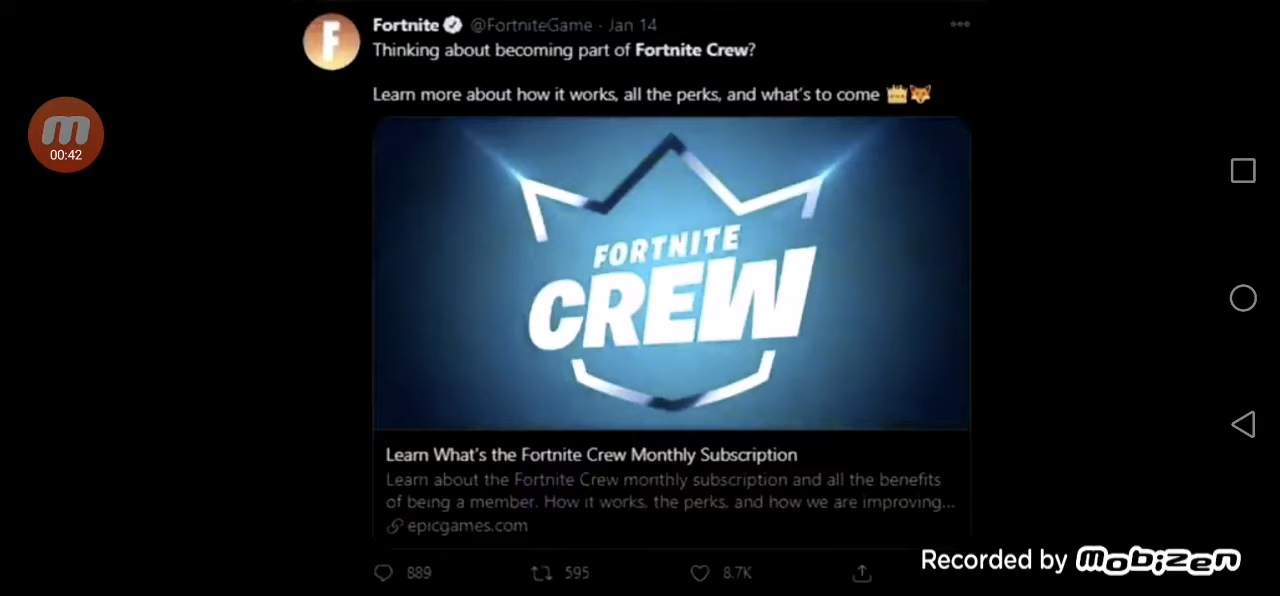 Fortnite @FortniteGame · Jan 14
Thinking about becoming part of Fortnite Crew?
Learn more about how it works, all the perks, and what's to come
00:42
FORTNITE
CREW
Learn What's the Fortnite Crew Monthly Subscription
Learn about the Fortnite Crew monthly subscription and all the benefits
of being a member. How it works, the perks, and how we are improving...
epicgames.com
889 595 8.7K
Recorded by mobizen